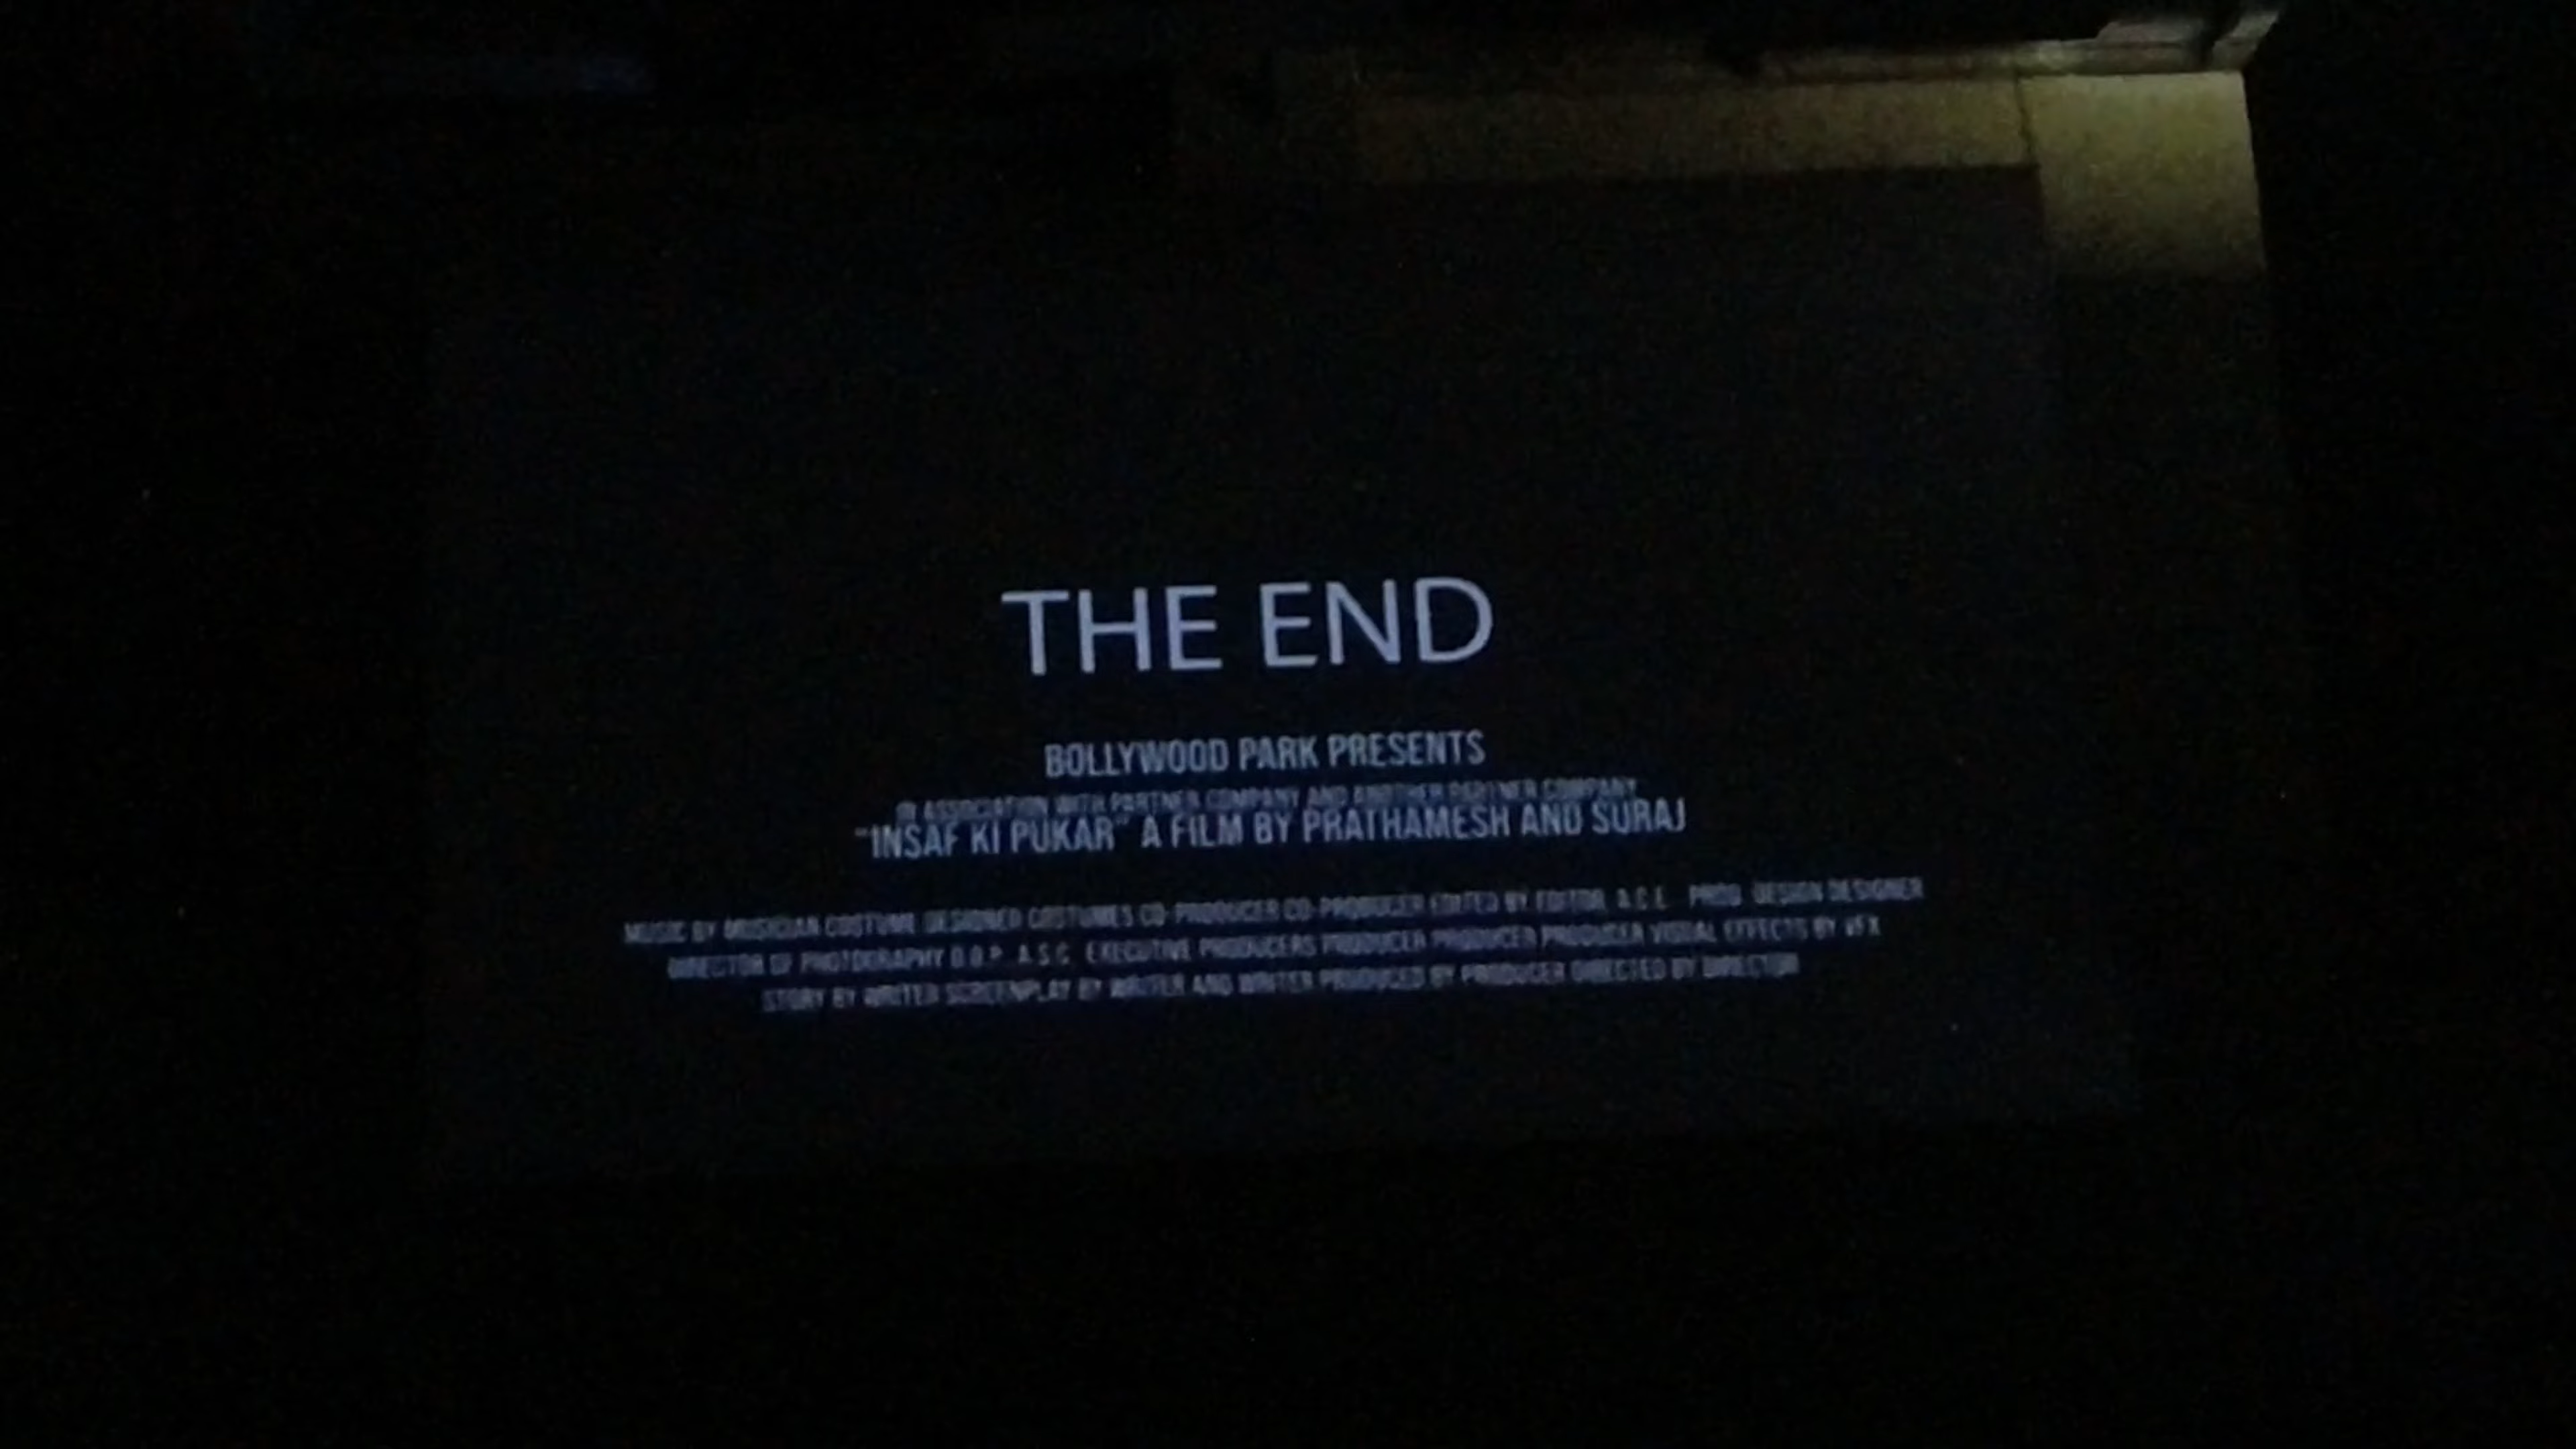 THE END
BOLLYWOOD PARK PRESENTS
IN ASSOCIATION WITH PARTNER COMPANY AND ANOTHER PARTNER COMPANY
"INSAF KI PUKAR" A FILM BY PRATHAMESH AND SURAJ
MUSIC BY MUSICIAN COSTUME DESIGNED COSTUMES CO-PRODUCER CO-PRODUCER EDITED BY EDITOR, A.C.E. PROD. DESIGN DESIGNER
DIRECTOR OF PHOTOGRAPHY D.O.P., A.S.C. EXECUTIVE PRODUCERS PRODUCER PRODUCER PRODUCER VISUAL EFFECTS BY VFX
STORY BY WRITER SCREENPLAY BY WRITER AND WRITER PRODUCED BY PRODUCER DIRECTED BY DIRECTOR